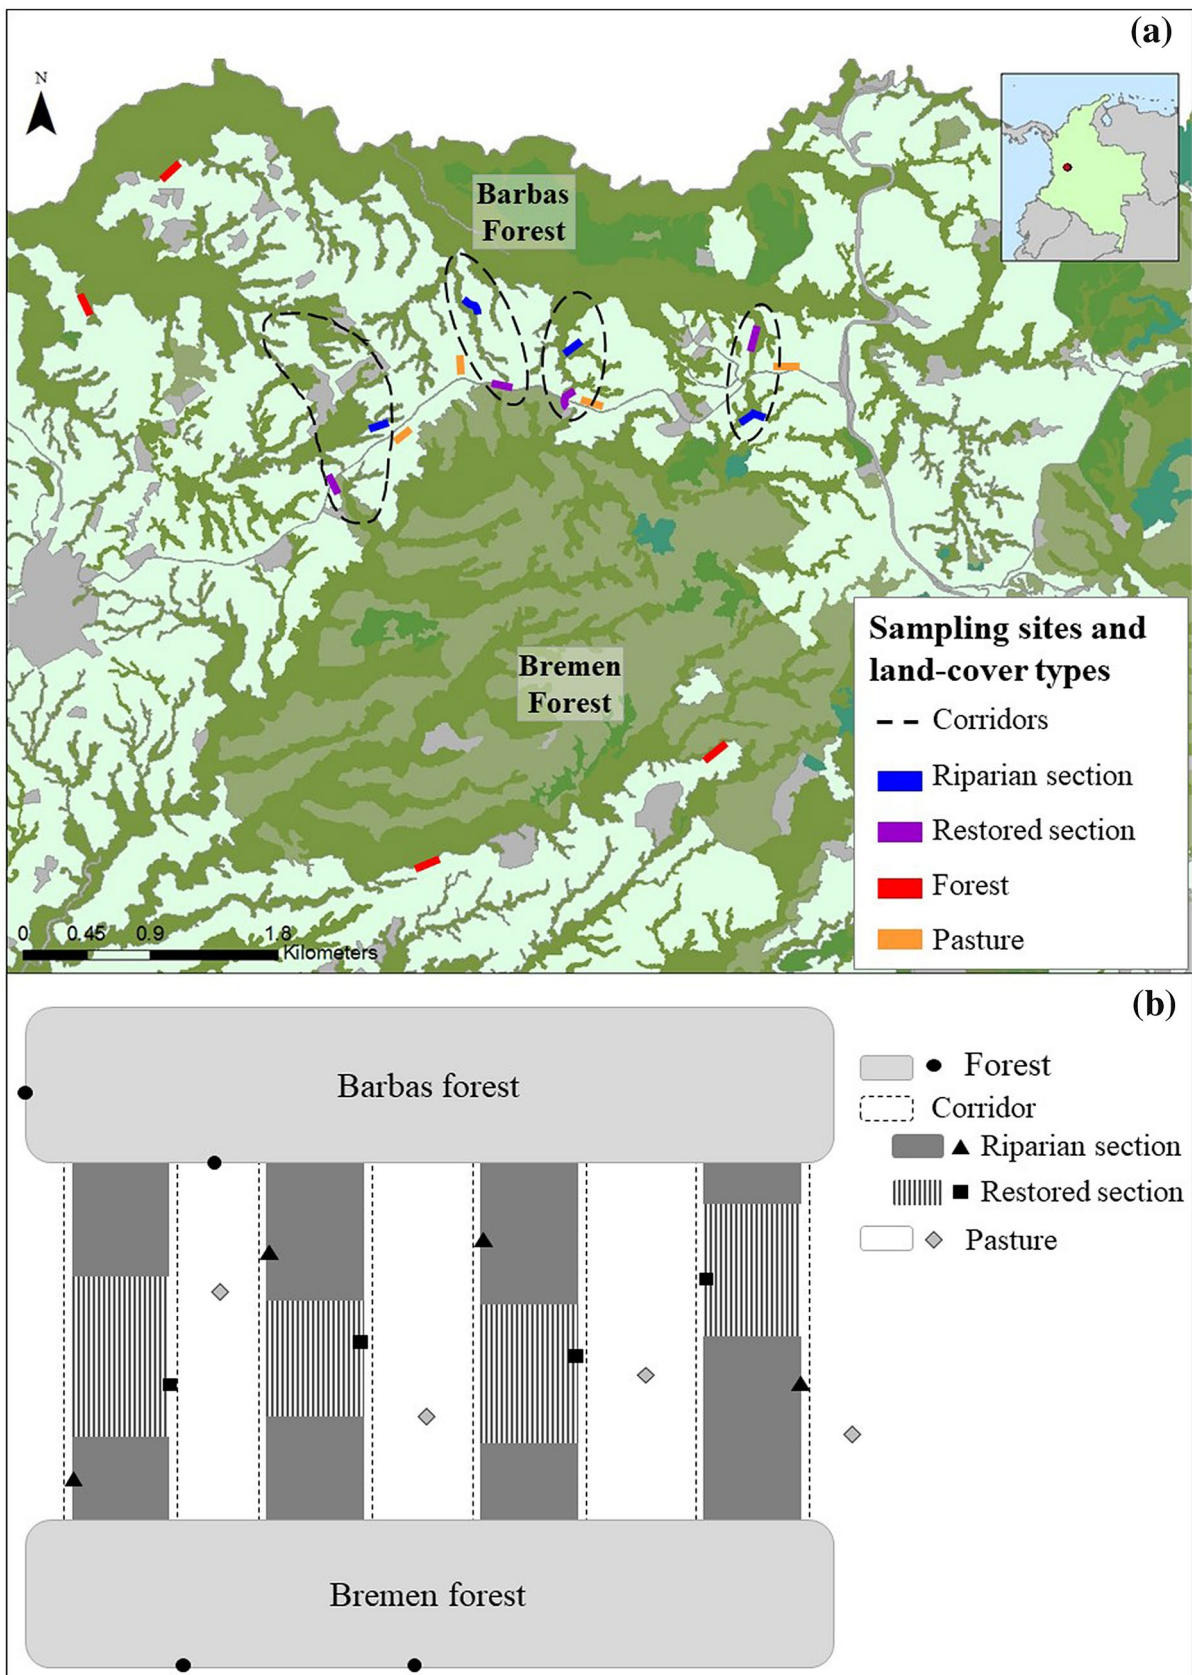 (a)
N
Barbas
Forest
Bremen
Forest
Sampling sites and
land-cover types
Corridors
Riparian section
Restored section
Forest
Pasture
0 0.45 0.9 1.8
Kilometers
(b)
Barbas forest
Bremen forest
Forest
Corridor
Riparian section
Restored section
Pasture